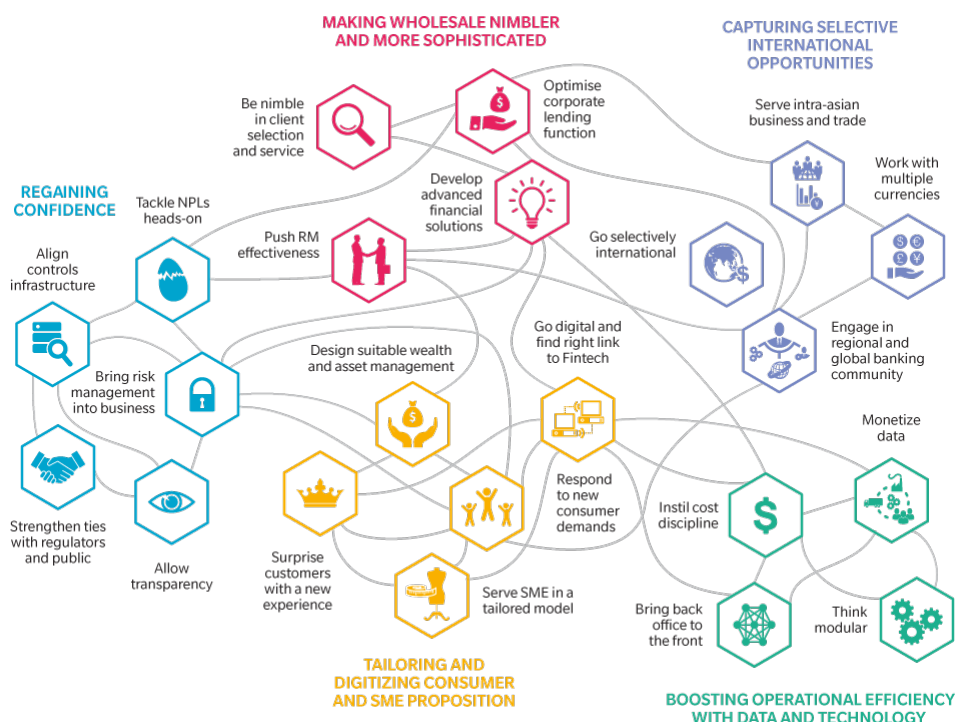 MAKING WHOLESALE NIMBLER
AND MORE SOPHISTICATED
CAPTURING SELECTIVE
INTERNATIONAL
OPPORTUNITIES
Be nimble
in client
selection
and service
Optimise
corporate
lending
function
Serve intra-asian
business and trade
Work with
multiple
currencies
REGAINING
CONFIDENCE
Tackle NPLs
heads-on
Develop
advanced
financial
solutions
Push RM
effectiveness
Go selectively
international
$
Align
controls
infrastructure
Bring risk
management
into business
Design suitable wealth
and asset management
Go digital and
find right link
to Fintech
Engage in
regional and
global banking
community
Monetize
data
Strengthen ties
with regulators
and public
Allow
transparency
Surprise
customers
with a new
experience
Respond
to new
consumer
demands
Serve SME in a
tailored model
Instil cost
discipline
$
Bring back
office to
the front
Think
modular
TAILORING AND
DIGITIZING CONSUMER
AND SME PROPOSITION
BOOSTING OPERATIONAL EFFICIENCY
WITH DATA AND TECHNOLOGY